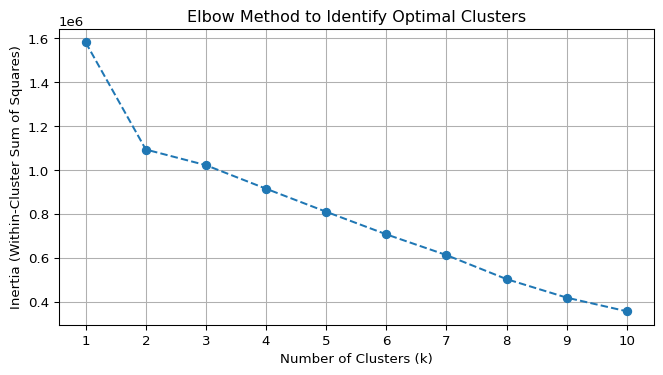 Elbow Method to Identify Optimal Clusters
1e6
1.6
1.4
1.2
1.0
0.8
0.6
0.4
Inertia (Within-Cluster Sum of Squares)
1 2 3 4 5 6 7 8 9 10
Number of Clusters (k)